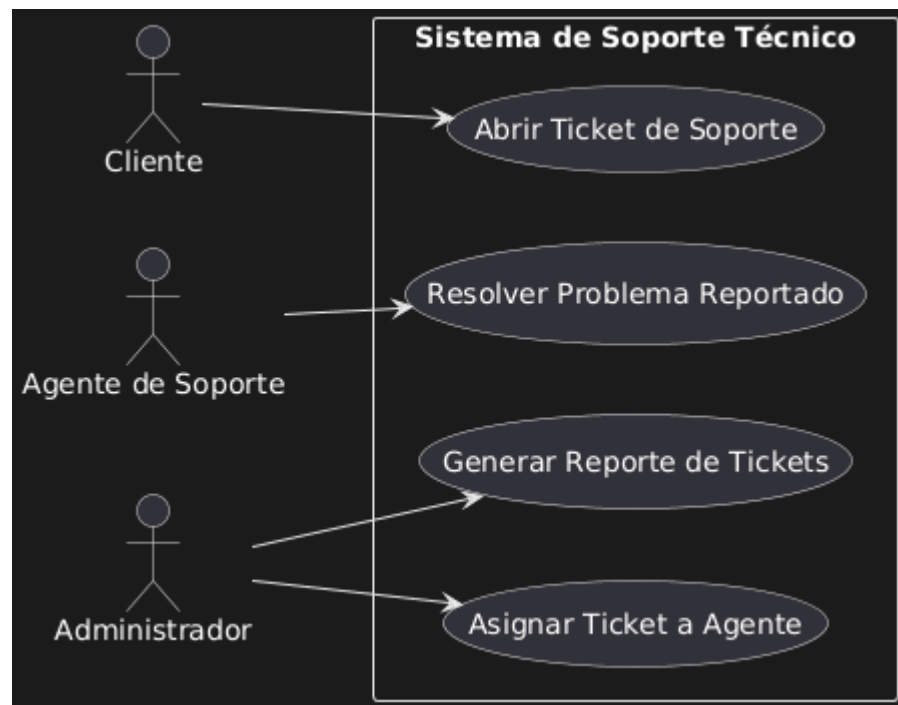 Sistema de Soporte Técnico
Cliente
Abrir Ticket de Soporte
Agente de Soporte
Resolver Problema Reportado
Generar Reporte de Tickets
Administrador
Asignar Ticket a Agente